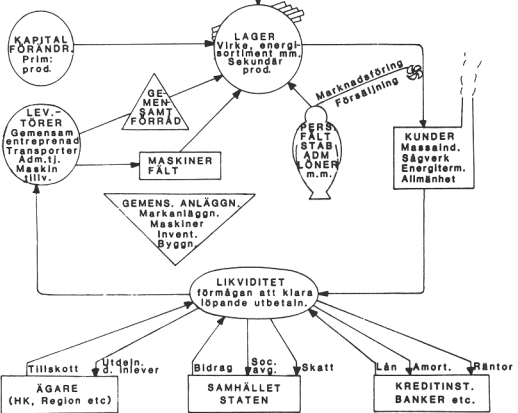 KAPITAL
FÖRÄNDR.
Prim:
prod.
LAGER
Virke, energi-
sortiment mm.
Sekundär
prod.
Marknadsföring
Försäljning
GE-
MEN-
SAMT
FÖRRÅD
LEV.-
TÖRER
Gemensam
entreprenad
Transporter
Adm.tj.
Maskin
tillv.
MASKINER
FÄLT
PERS.
FÄLT
STAB
ADM
LÖNER
m.m.
KUNDER
Massaind.
Sågverk
Energiterm.
Allmänhet
GEMENS. ANLÄGGN.
Markanläggn.
Maskiner
Invent.
Byggn.
LIKVIDITET
förmågan att klara
löpande utbetaln.
Tillskott
Utdeln.
d. inlever
Bidrag
Soc.
avg.
Skatt
Lån
Amort.
Räntor
ÄGARE
(HK, Region etc)
SAMHÄLLET
STATEN
KREDITINST.
BANKER etc.